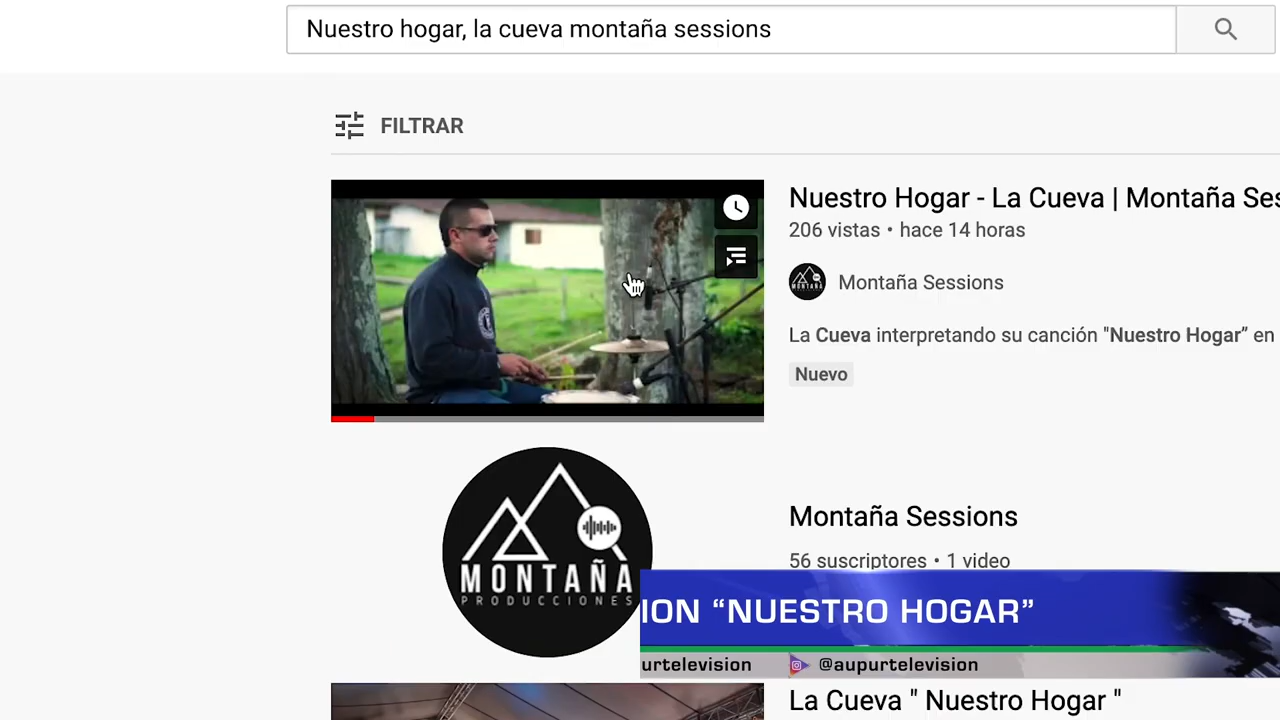 Nuestro hogar, la cueva montaña sessions
FILTRAR
Nuestro Hogar - La Cueva | Montaña Ses
206 vistas • hace 14 horas
MONTAÑA
Montaña Sessions
La Cueva interpretando su canción "Nuestro Hogar” en
Nuevo
MONTAÑA
PRODUCCIONES
Montaña Sessions
56 suscriptores • 1 video
ION “NUESTRO HOGAR”
urtelevision @aupurtelevision
La Cueva " Nuestro Hogar "